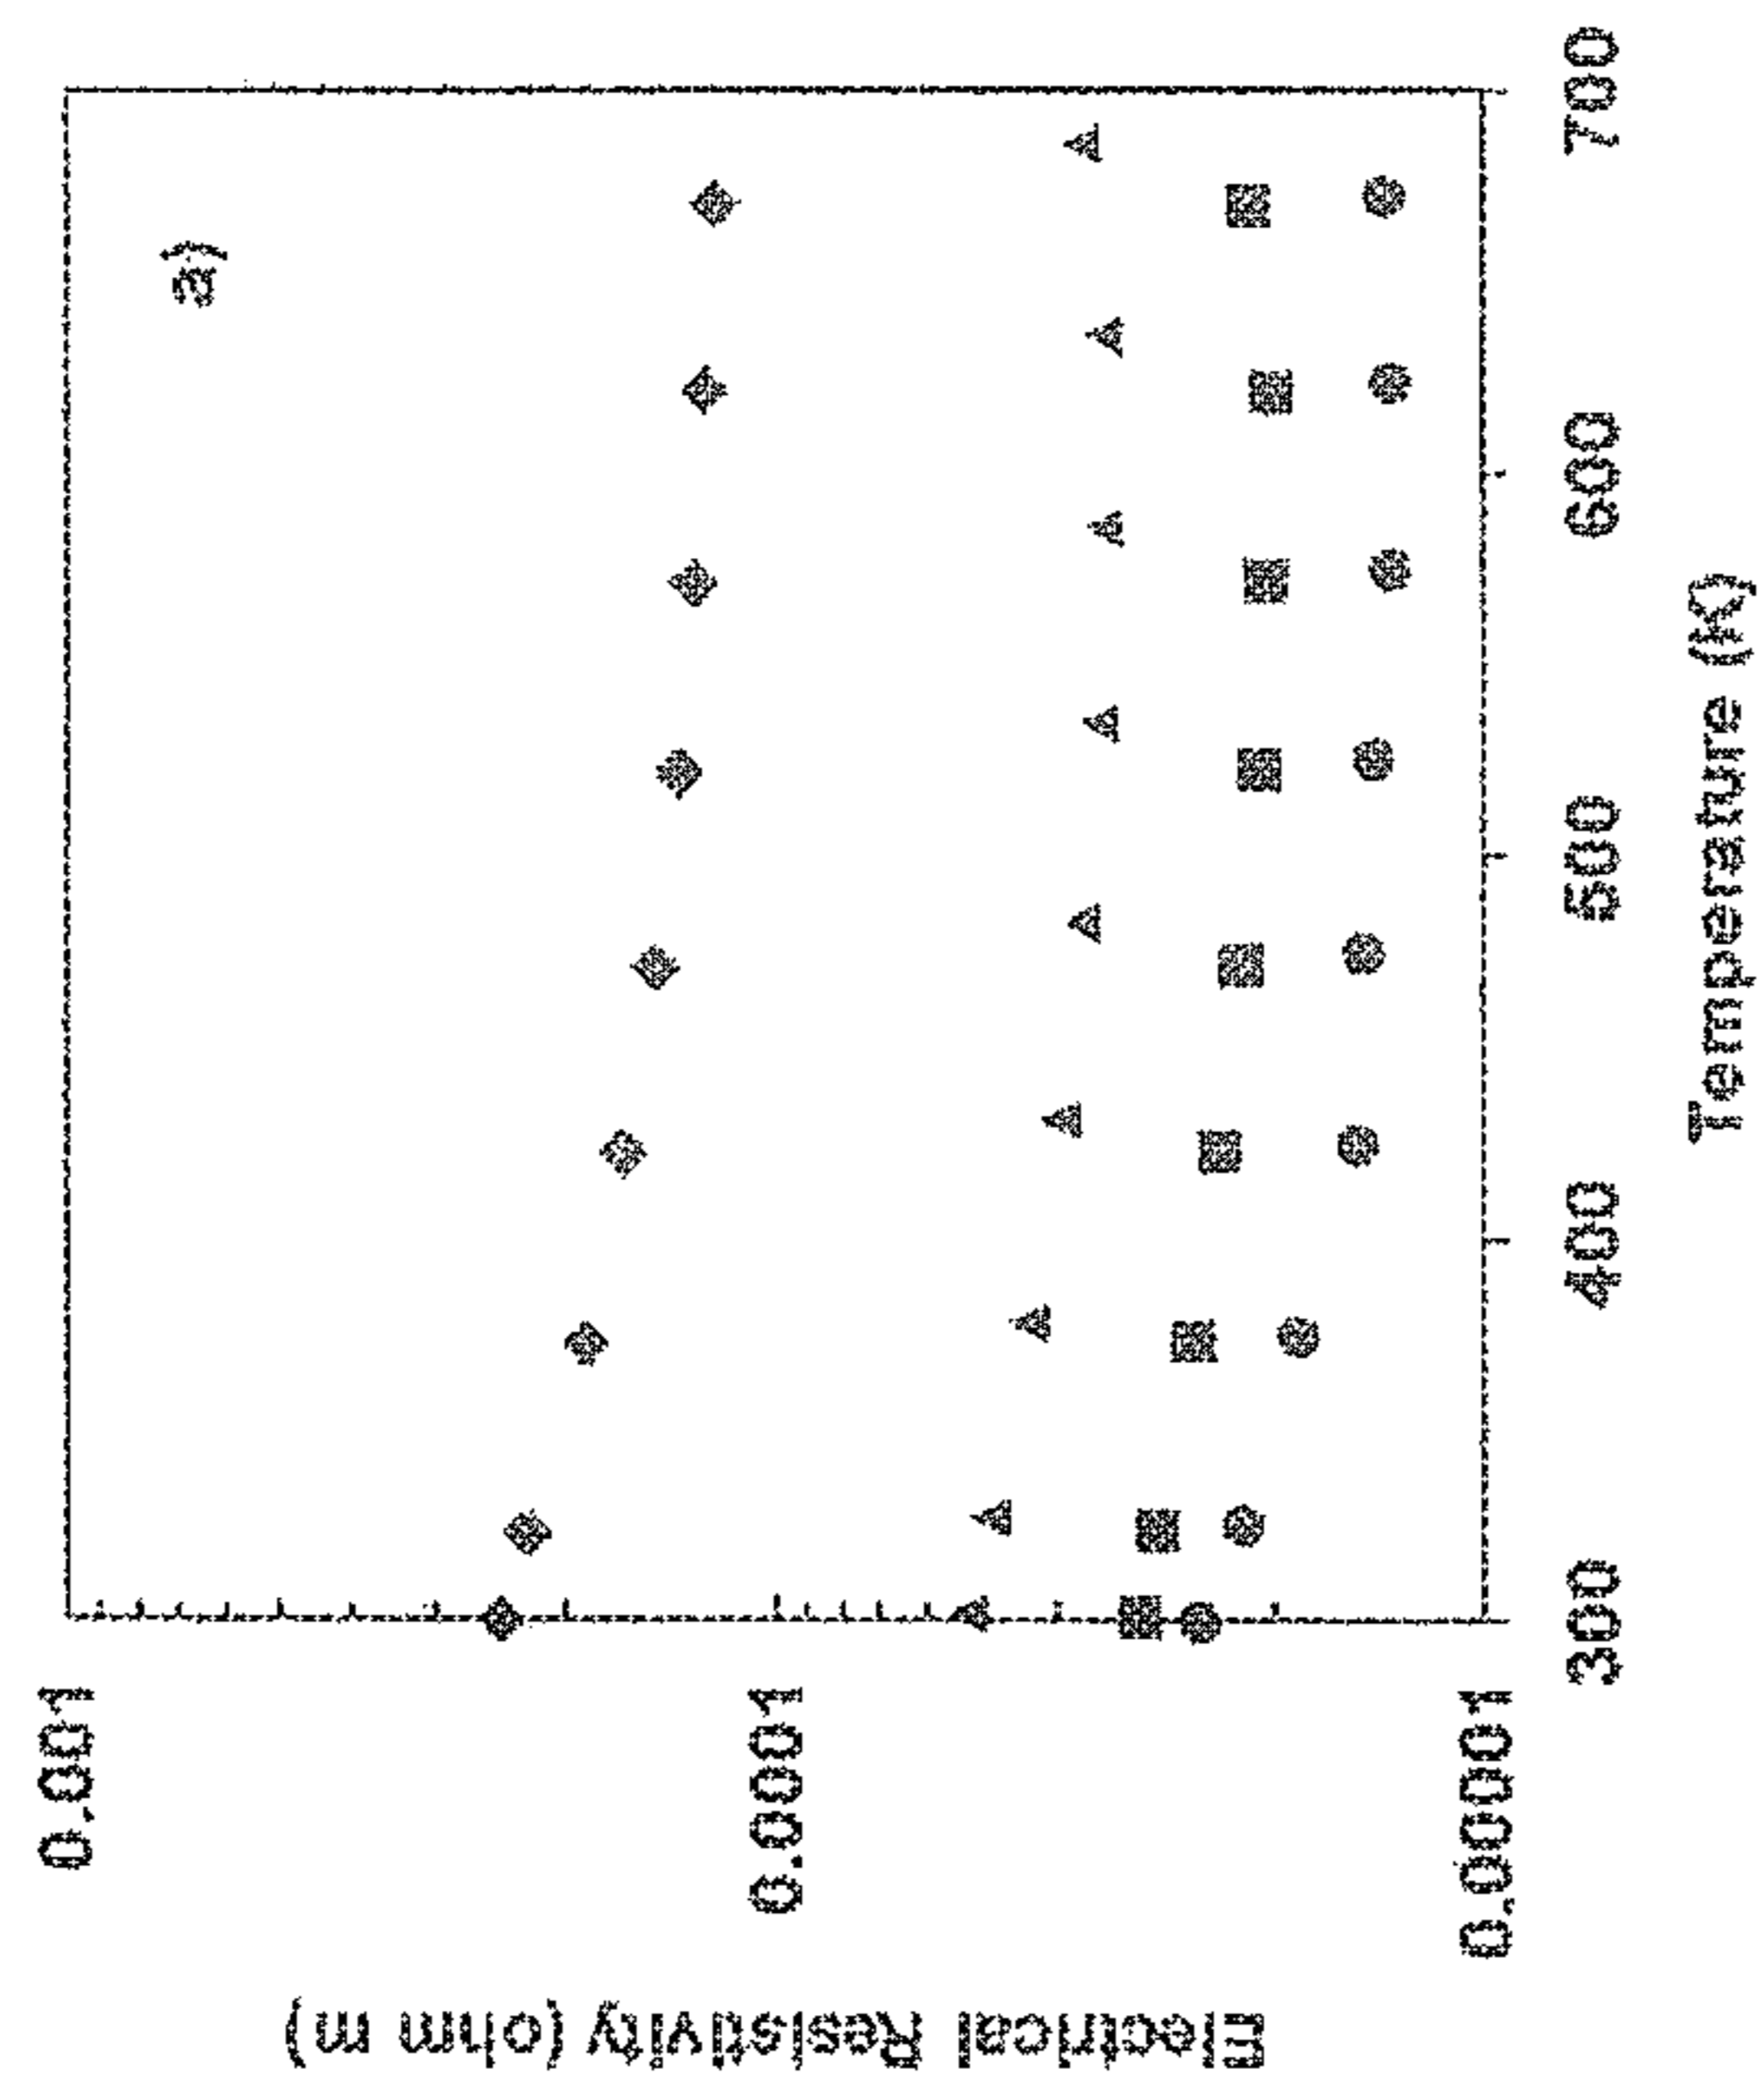 a)
0.001
0.0001
0.00001
Electrical Resistivity (ohm m)
300 400 500 600 700
Temperature (K)